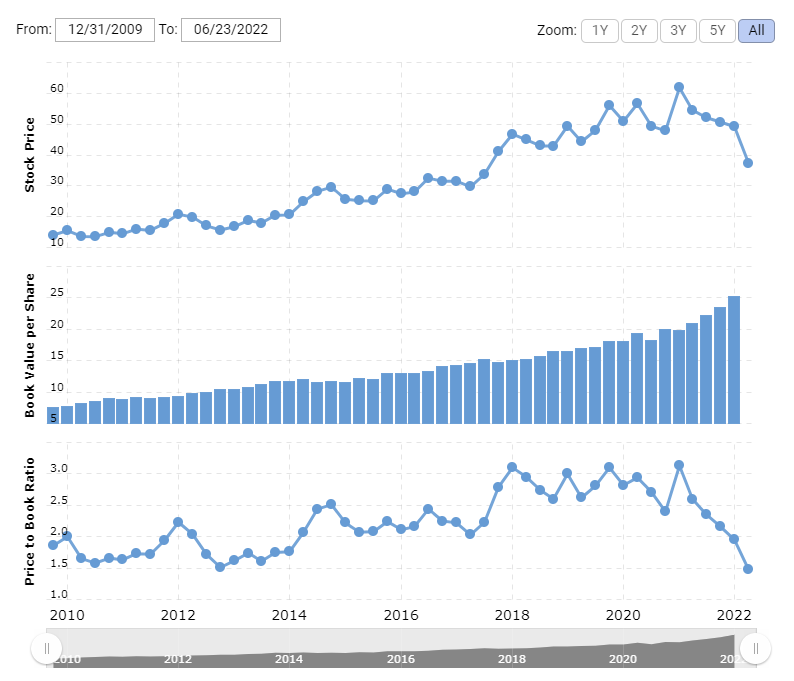 From: 12/31/2009 To: 06/23/2022 Zoom: 1Y 2Y 3Y 5Y All
Stock Price
60
50
40
30
20
10
Book Value per Share
25
20
15
10
5
Price to Book Ratio
3.0
2.5
2.0
1.5
1.0
2010 2012 2014 2016 2018 2020 2022
2010 2012 2014 2016 2018 2020 202